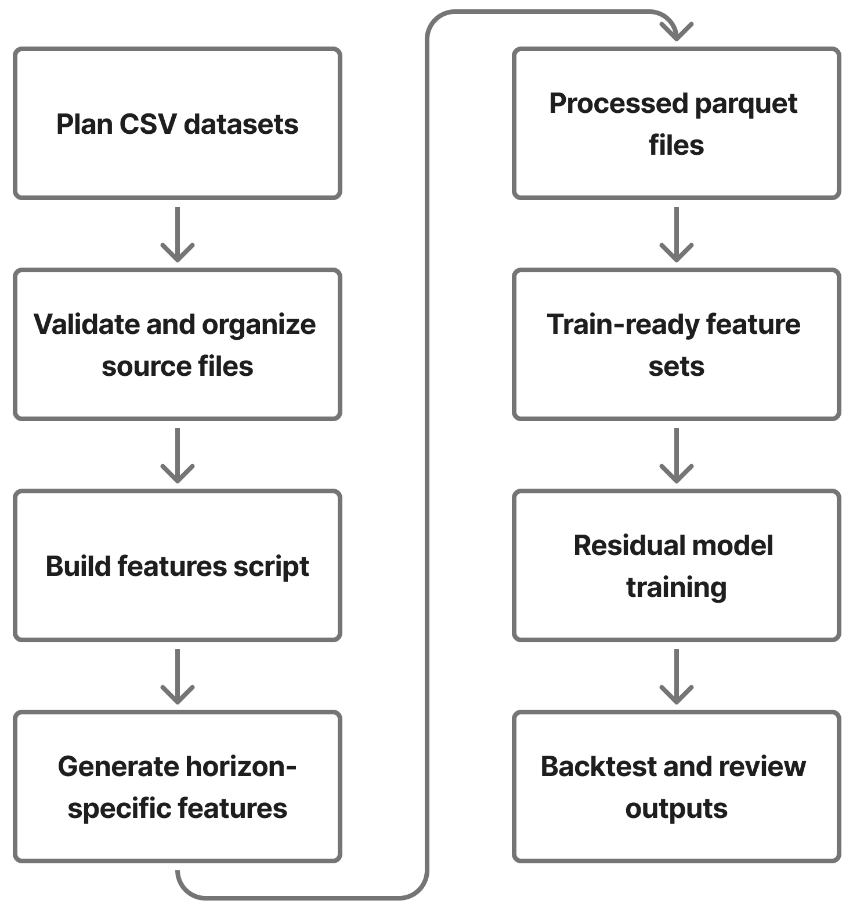 Plan CSV datasets
Validate and organize
source files
Build features script
Generate horizon-
specific features
Processed parquet
files
Train-ready feature
sets
Residual model
training
Backtest and review
outputs